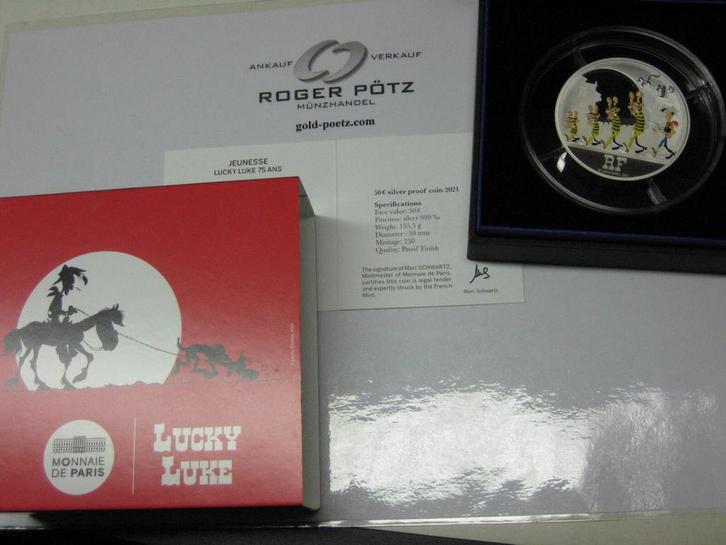 ANKAUF VERKAUF
ROGER PÖTZ
MÜNZHANDEL
gold-poetz.com
JEUNESSE
LUCKY LUKE 75 ANS
50€ silver proof coin 2021
Specifications
Face value: 50€
Fineness: silver 999 ‰
Weight: 155,5 g
Diameter : 50 mm
Mintage: 250
Quality: Proof Finish
The signature of Marc SCHWARTZ,
Mintmaster of Monnaie de Paris,
certifies this coin is legal tender
and expertly struck by the French
Mint.
Marc Schwartz
RF
MONNAIE
DE PARIS
LUCKY
LUKE